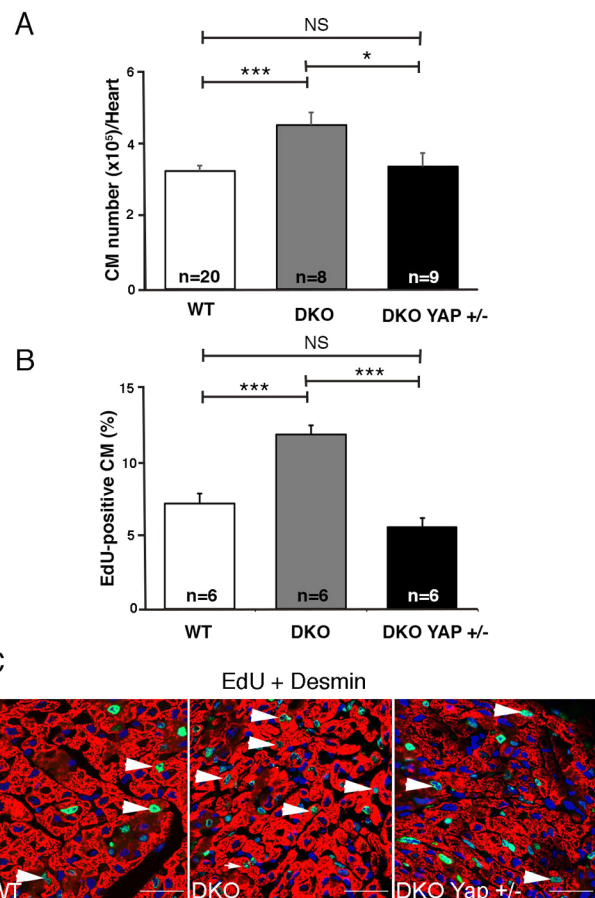 A
NS
***
*
6
4
2
0
CM number (x10⁵)/Heart
n=20
n=8
n=9
WT
DKO
DKO YAP +/-
B
NS
***
***
15
10
5
0
EdU-positive CM (%)
n=6
n=6
n=6
WT
DKO
DKO YAP +/-
C
EdU + Desmin
WT
DKO
DKO Yap +/-